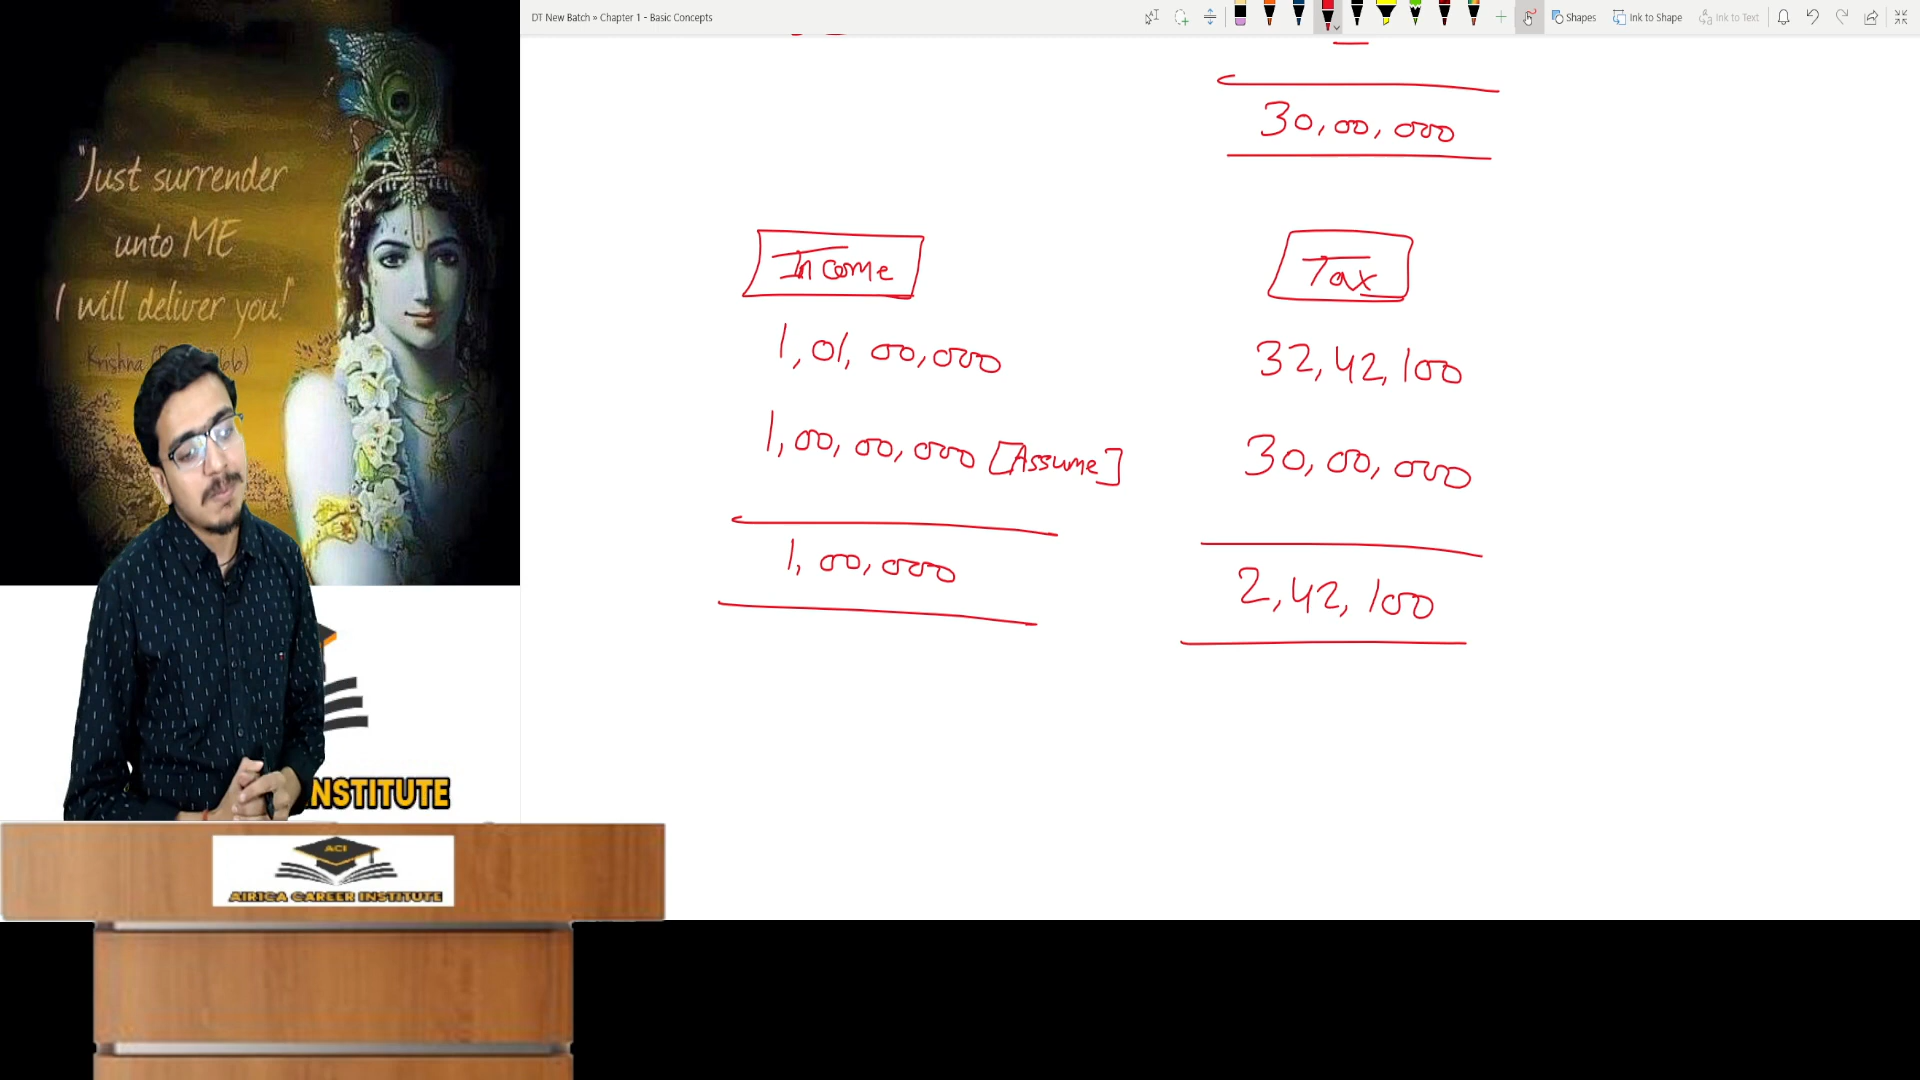 DT New Batch » Chapter 1 - Basic Concepts
Shapes
Ink to Shape
Ink to Text
"Just surrender
unto ME
I will deliver you!"
Krishna
30,00,000
Income
Tax
1,01,00,000
32,42,100
1,00,00,000 [Assume]
30,00,000
1,00,000
2,42,100
INSTITUTE
ACI
AIRICA CAREER INSTITUTE